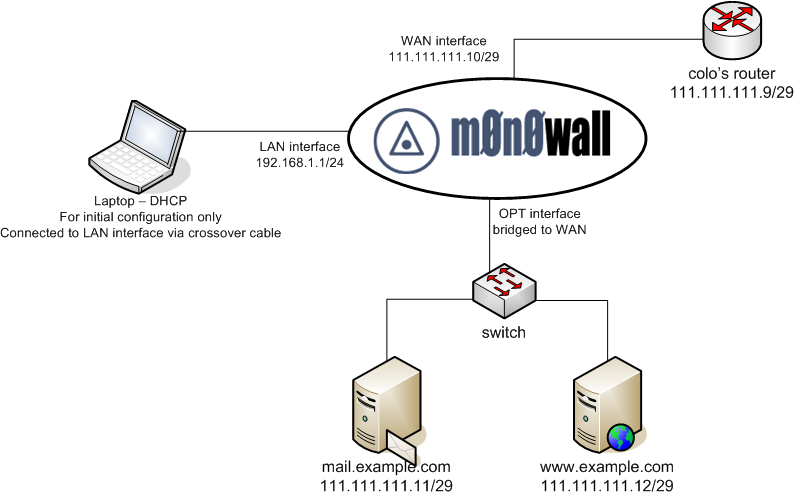 WAN interface
111.111.111.10/29
colo's router
111.111.111.9/29
m0n0wall
LAN interface
192.168.1.1/24
Laptop – DHCP
For initial configuration only
Connected to LAN interface via crossover cable
OPT interface
bridged to WAN
switch
mail.example.com
111.111.111.11/29
www.example.com
111.111.111.12/29